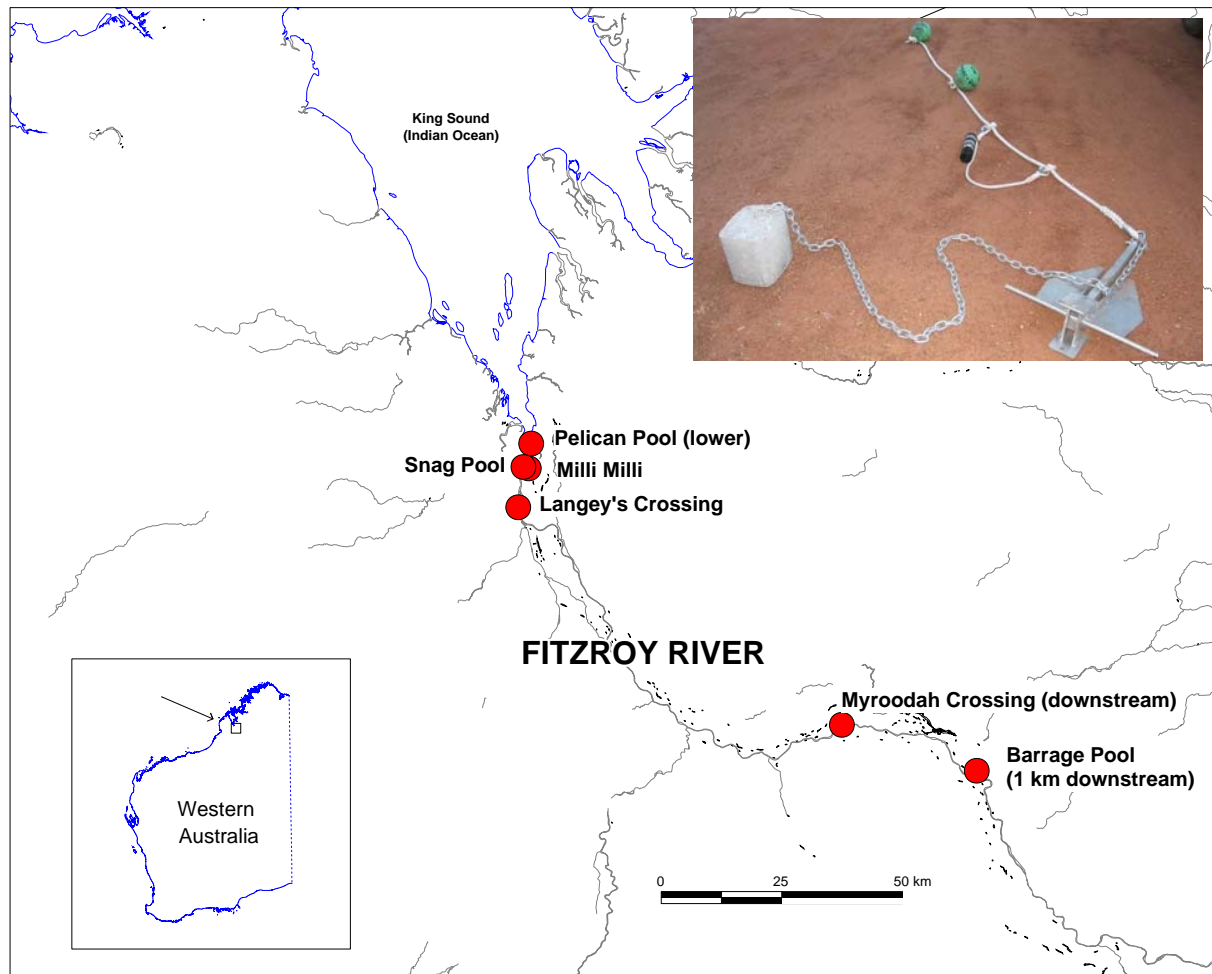 King Sound
(Indian Ocean)
Pelican Pool (lower)
Snag Pool
Milli Milli
Langey's Crossing
FITZROY RIVER
Myroodah Crossing (downstream)
Barrage Pool
(1 km downstream)
Western
Australia
0 25 50 km